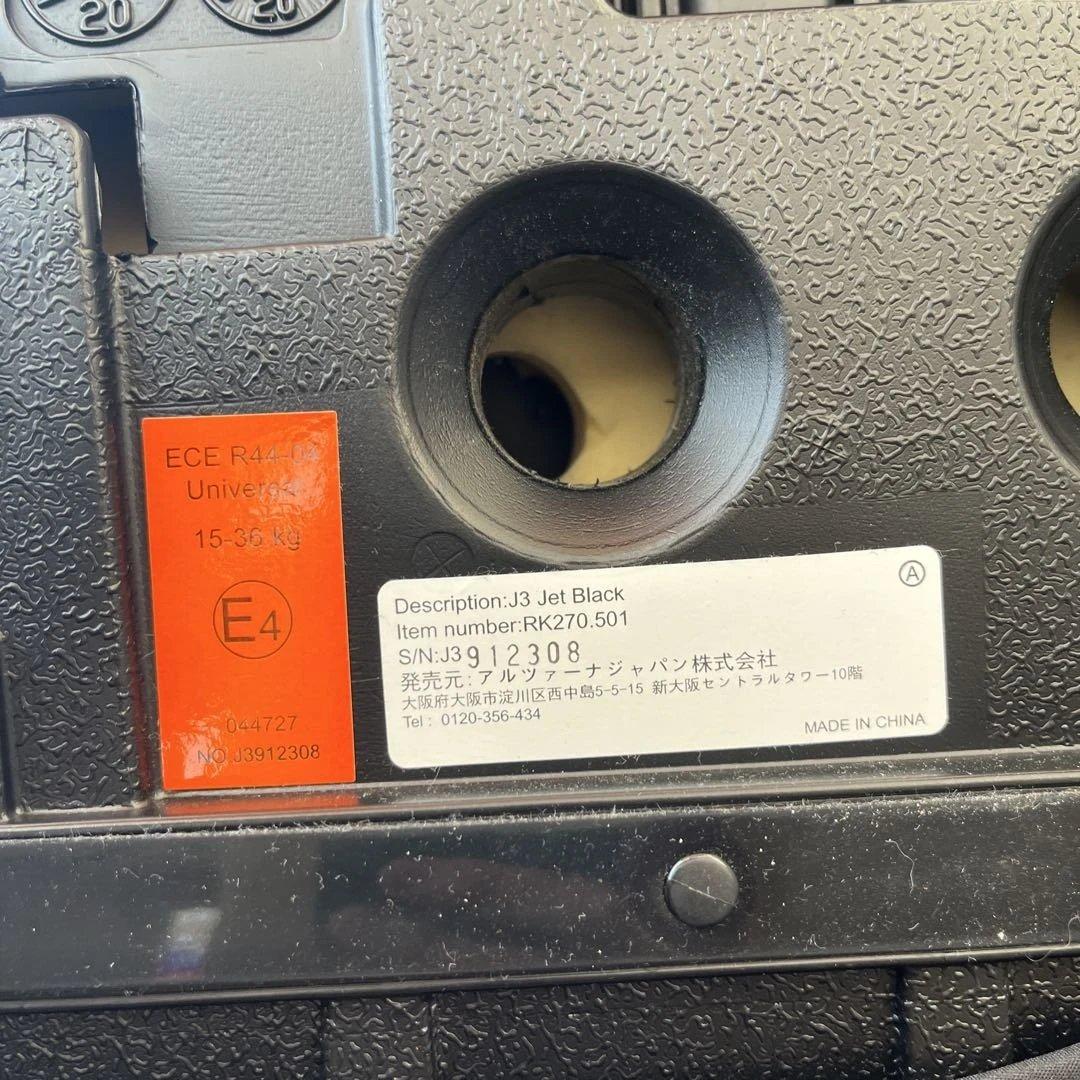 20
20
ECE R44-04
Universal
15-36 kg
E4
044727
NO.J3912308
A
Description:J3 Jet Black
Item number:RK270.501
S/N:J3912308
発売元: アルツァーナジャパン株式会社
大阪府大阪市淀川区西中島5-5-15 新大阪セントラルタワー10階
Tel: 0120-356-434
MADE IN CHINA